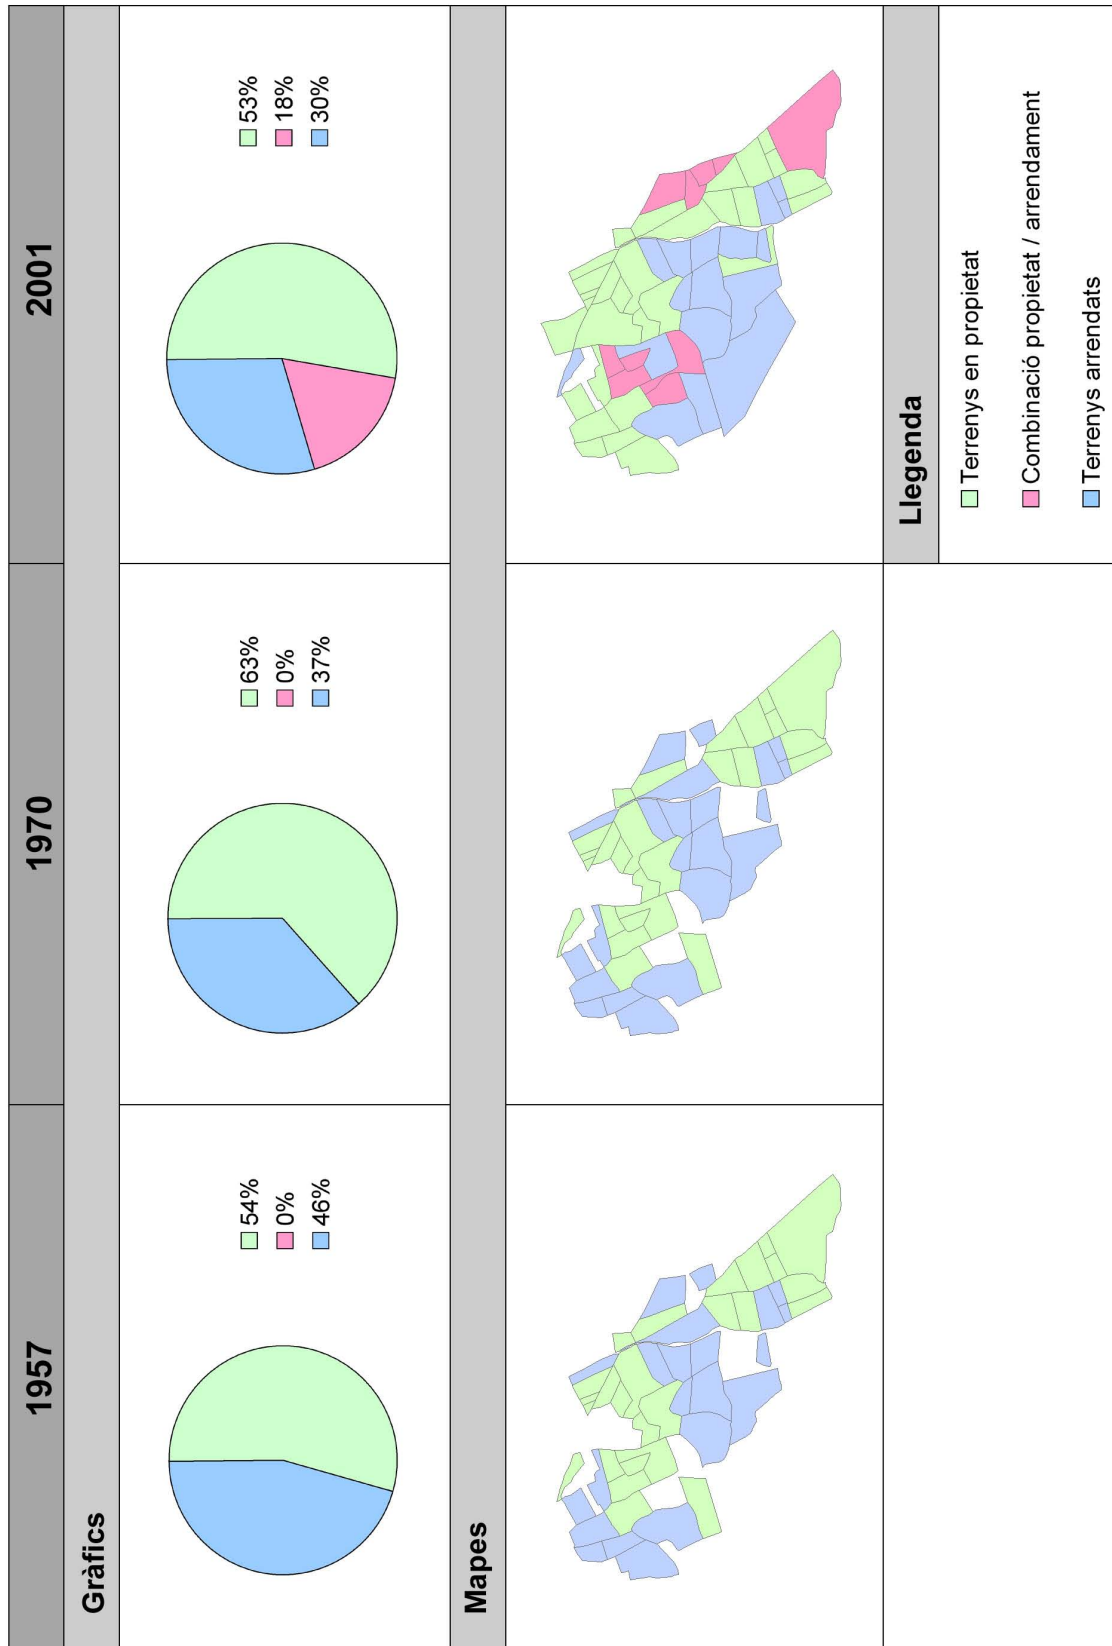 1957
1970
2001
Gràfics
54%
0%
46%
63%
0%
37%
53%
18%
30%
Mapes
Llegenda
Terrenys en propietat
Combinació propietat / arrendament
Terrenys arrendats